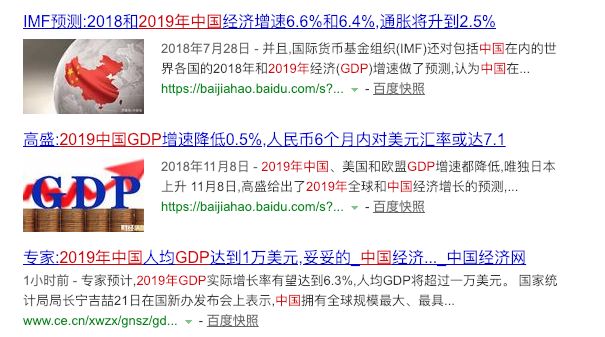 IMF预测:2018和2019年中国经济增速6.6%和6.4%,通胀将升到2.5%
2018年7月28日 - 并且,国际货币基金组织(IMF)还对包括中国在内的世
界各国的2018年和2019年经济(GDP)增速做了预测,认为中国在...
https://baijiahao.baidu.com/s?... - 百度快照
高盛:2019中国GDP增速降低0.5%,人民币6个月内对美元汇率或达7.1
GDP
2018年11月8日 - 2019年中国、美国和欧盟GDP增速都降低,唯独日本
上升 11月8日,高盛给出了2019年全球和中国经济增长的预测,...
https://baijiahao.baidu.com/s?... - 百度快照
专家:2019年中国人均GDP达到1万美元,妥妥的_中国经济..._中国经济网
1小时前 - 专家预计,2019年GDP实际增长率有望达到6.3%,人均GDP将超过一万美元。 国家统
计局局长宁吉喆21日在国新办发布会上表示,中国拥有全球规模最大、最具...
www.ce.cn/xwzx/gnsz/gd... - 百度快照